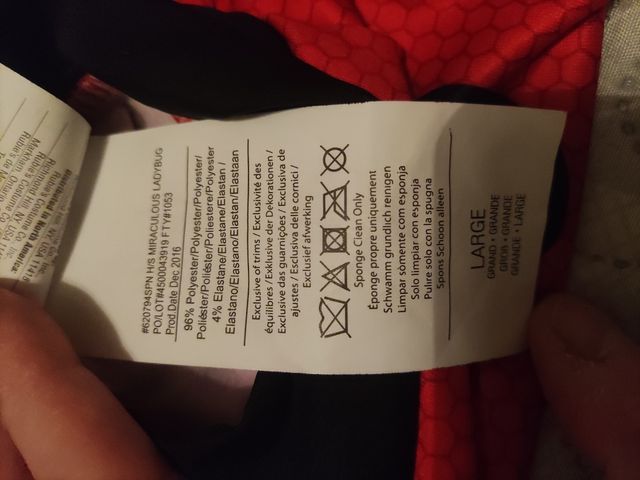 #620794SPN H/S MIRACULOUS LADYBUG
PO/LOT#4500043919 FTY#1053
Prod.Date Dec 2016
96% Polyester/Polyester/
Poliéster/Poliéster/Poliestere/Polyester
4% Elastane/Elastane/Elastan /
Elastano/Elastano/Elastan/Elastaan
Exclusive of trims / Exclusivité des
équilibres / Exklusive der Dekorationen /
Exclusive das guarnições / Exclusiva de
ajustes / Esclusiva delle cornici /
Exclusief afwerking
Sponge Clean Only
Éponge propre uniquement
Schwamm grundlich reinigen
Limpar sòmente com esponja
Solo limpiar con esponja
Pulire solo con la spugna
Spons Schoon alleen
LARGE
GRAND • GRANDE
GROB • GRANDE
GRANDE • LARGE